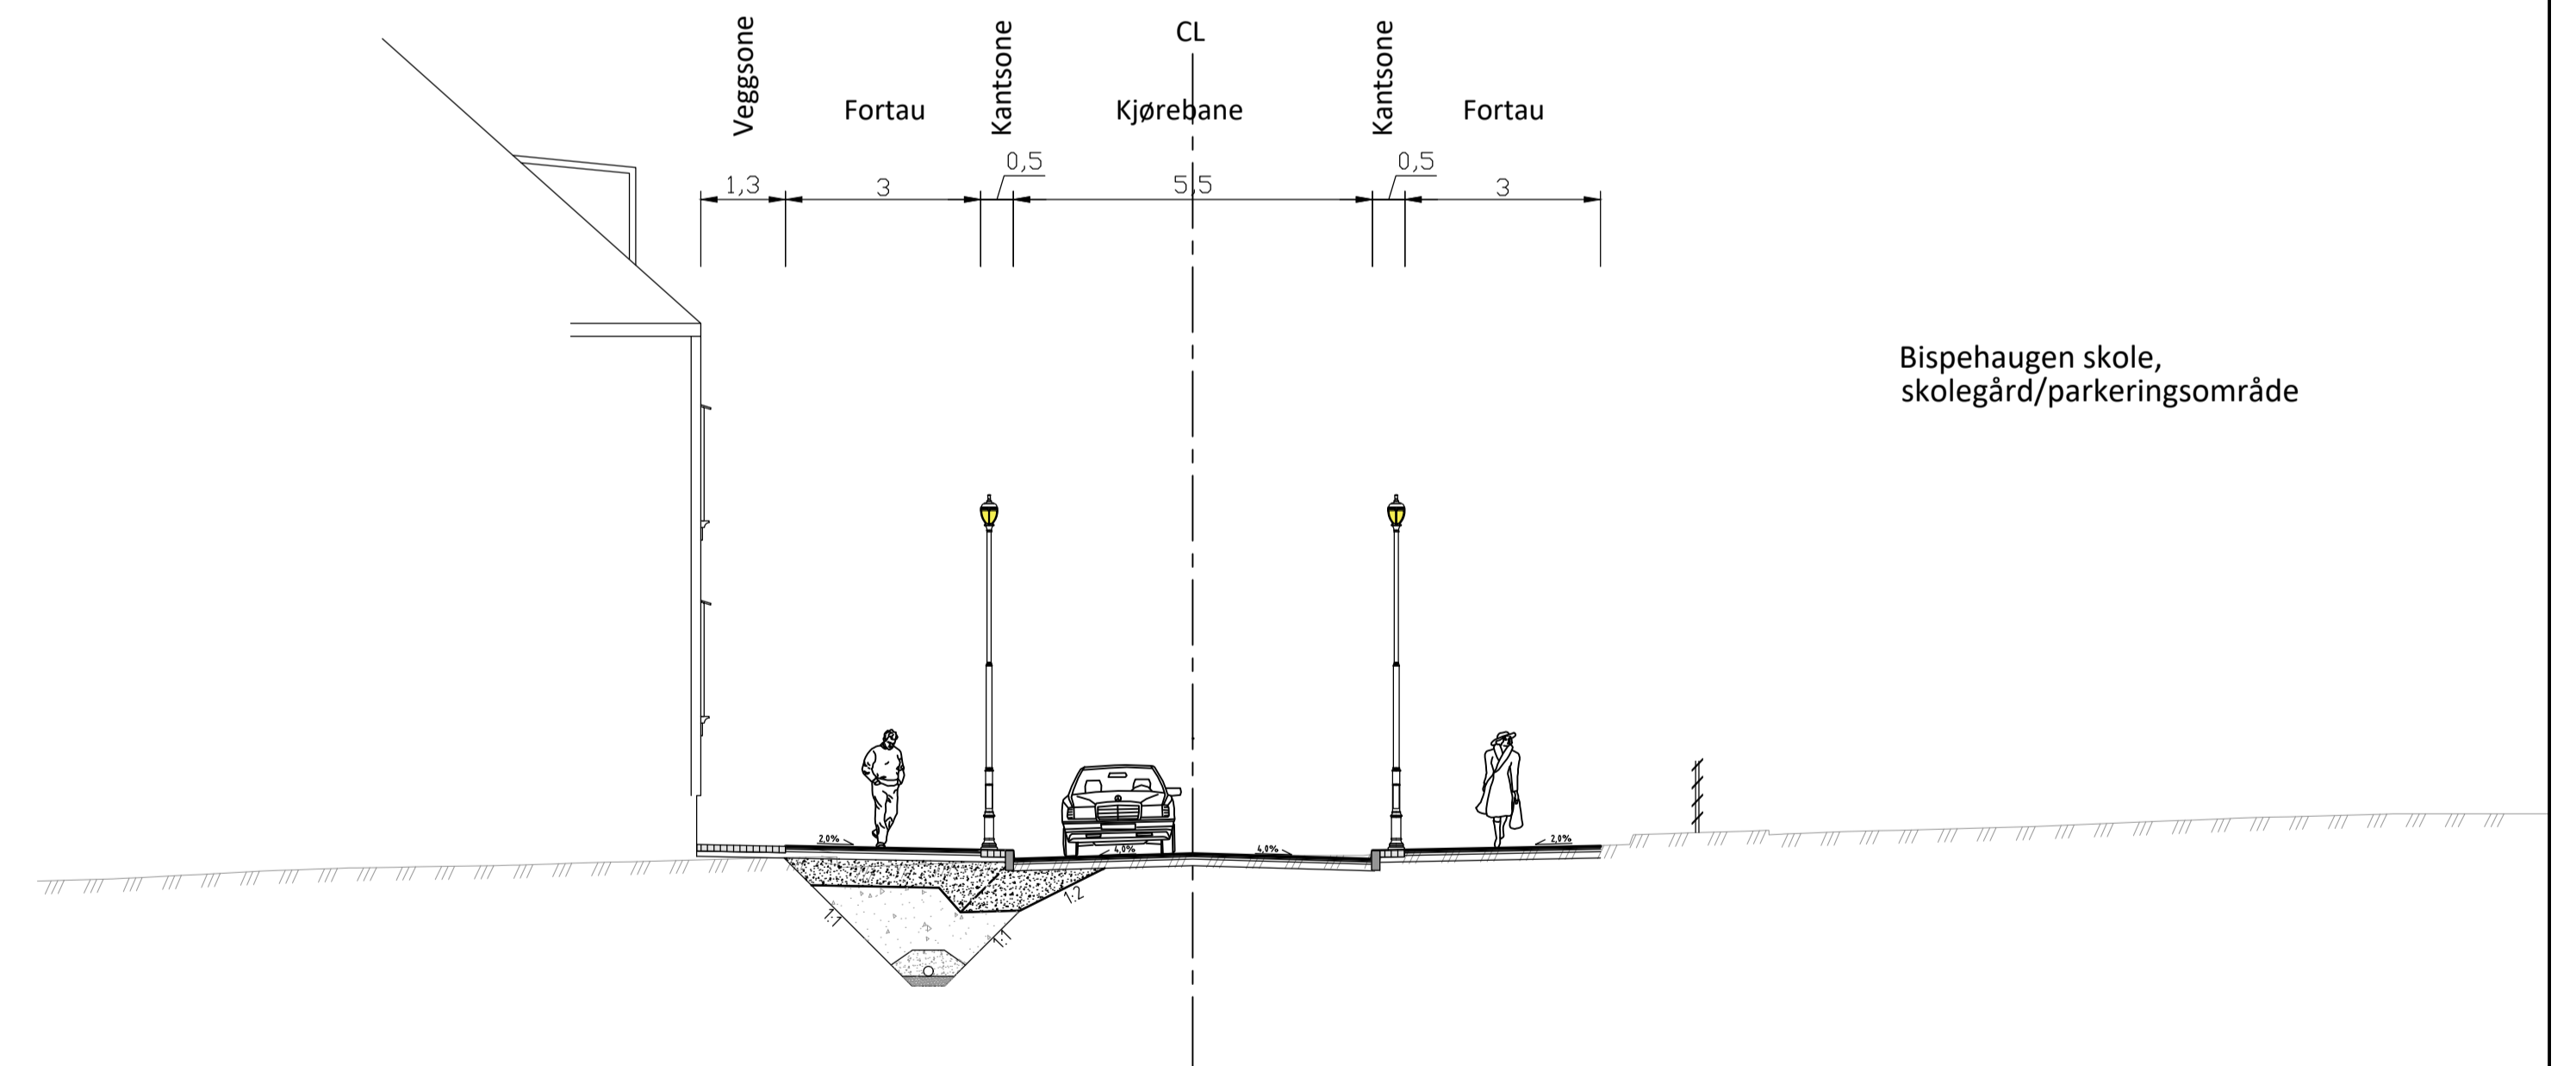 CL
Veggsone
Fortau
Kantsone
Kjørebane
Kantsone
Fortau
1,3
3
0,5
5,5
0,5
3
Bispehaugen skole,
skolegård/parkeringsområde
2,0%
4,0%
4,0%
2,0%
1:1
1:1
1:2